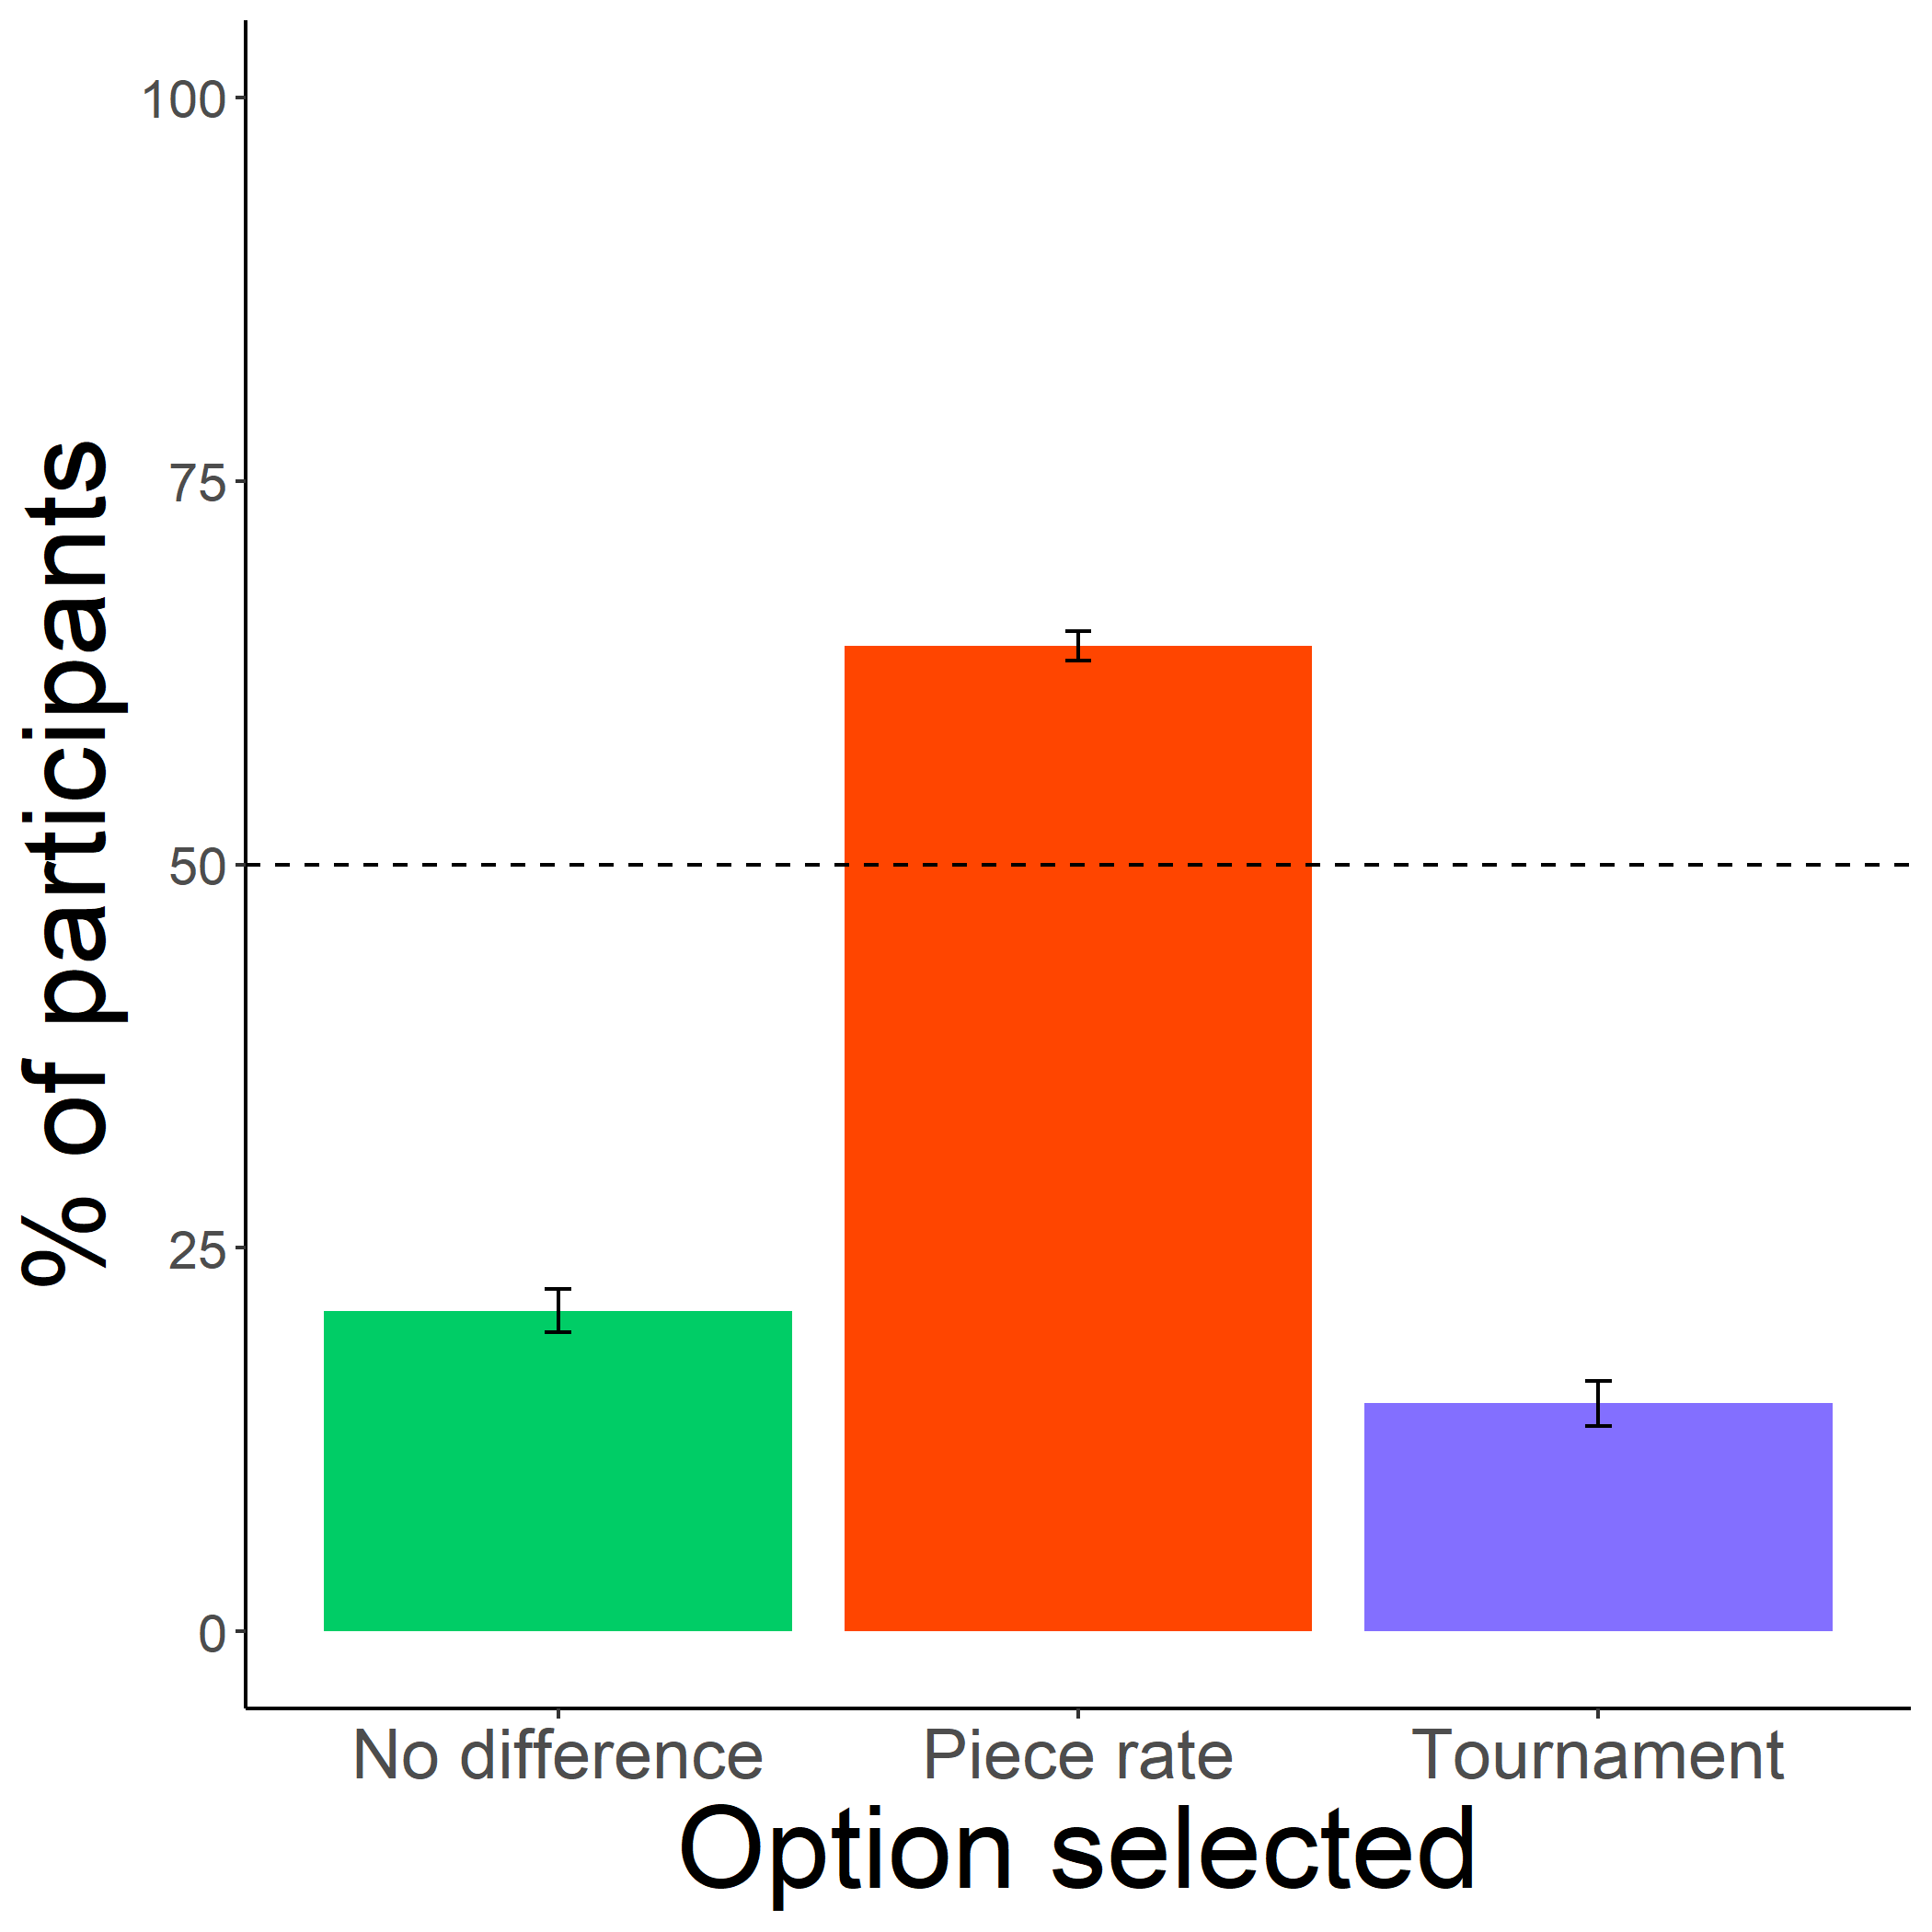 % of participants
100
75
50
25
0
No difference
Piece rate
Tournament
Option selected